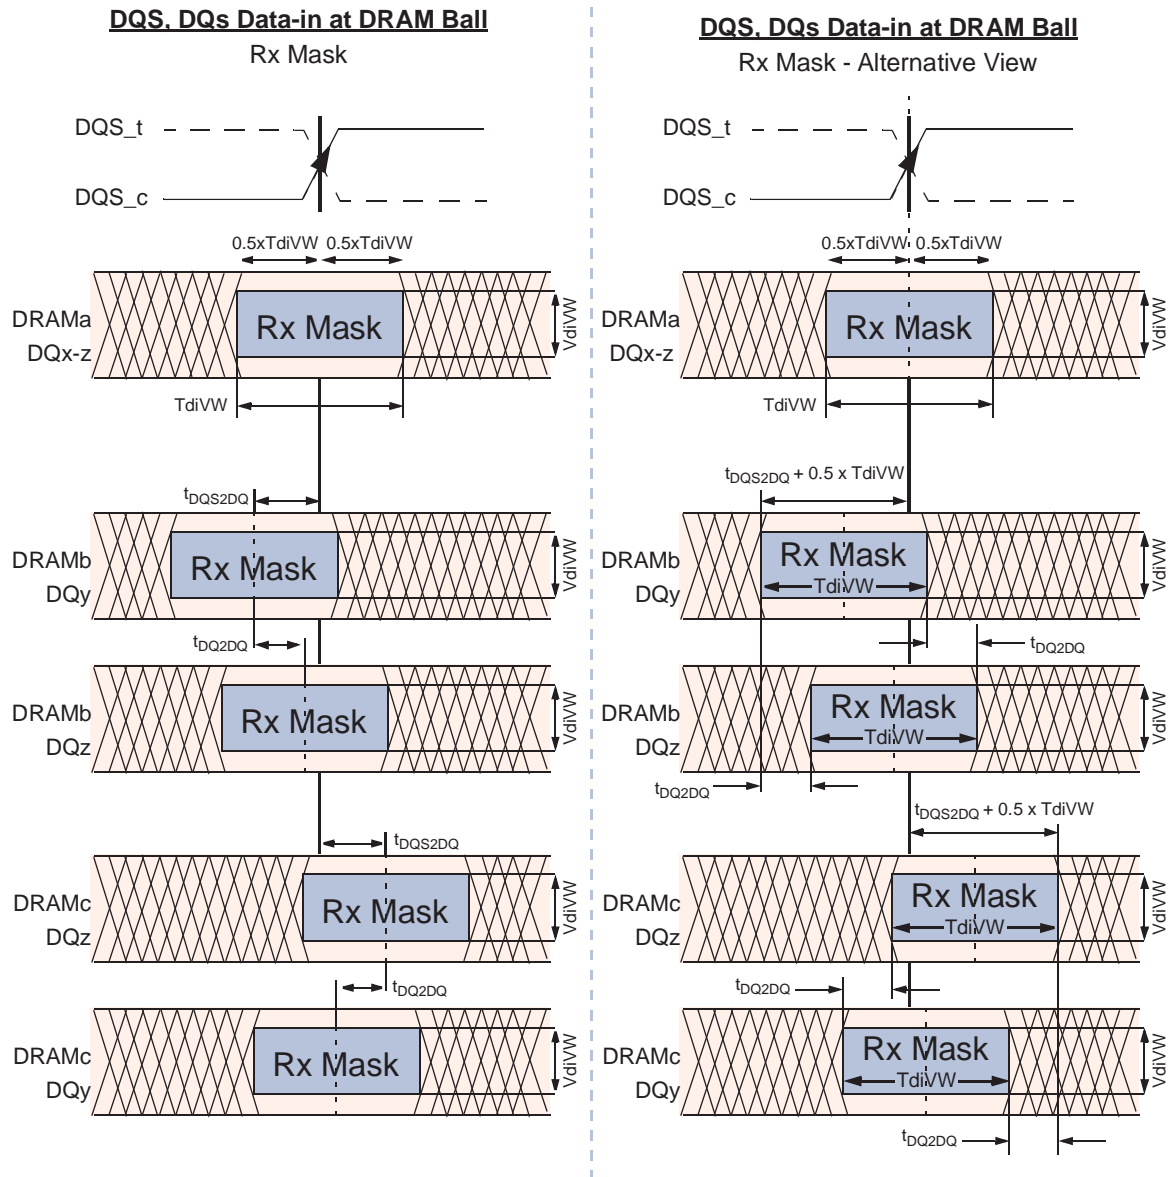 DQS, DQs Data-in at DRAM Ball
Rx Mask
DQS_t
DQS_c
0.5xTdiVW 0.5xTdiVW
DRAMa
DQx-z
Rx Mask
VdiVW
TdiVW
tDQS2DQ
DRAMb
DQy
Rx Mask
VdiVW
tDQ2DQ
DRAMb
DQz
Rx Mask
VdiVW
tDQS2DQ
DRAMc
DQz
Rx Mask
VdiVW
tDQ2DQ
DRAMc
DQy
Rx Mask
VdiVW
DQS, DQs Data-in at DRAM Ball
Rx Mask - Alternative View
DQS_t
DQS_c
0.5xTdiVW 0.5xTdiVW
DRAMa
DQx-z
Rx Mask
VdiVW
TdiVW
tDQS2DQ + 0.5 x TdiVW
DRAMb
DQy
Rx Mask
TdiVW
VdiVW
tDQ2DQ
DRAMb
DQz
Rx Mask
TdiVW
VdiVW
tDQ2DQ
tDQS2DQ + 0.5 x TdiVW
DRAMc
DQz
Rx Mask
TdiVW
VdiVW
tDQ2DQ
DRAMc
DQy
Rx Mask
TdiVW
VdiVW
tDQ2DQ